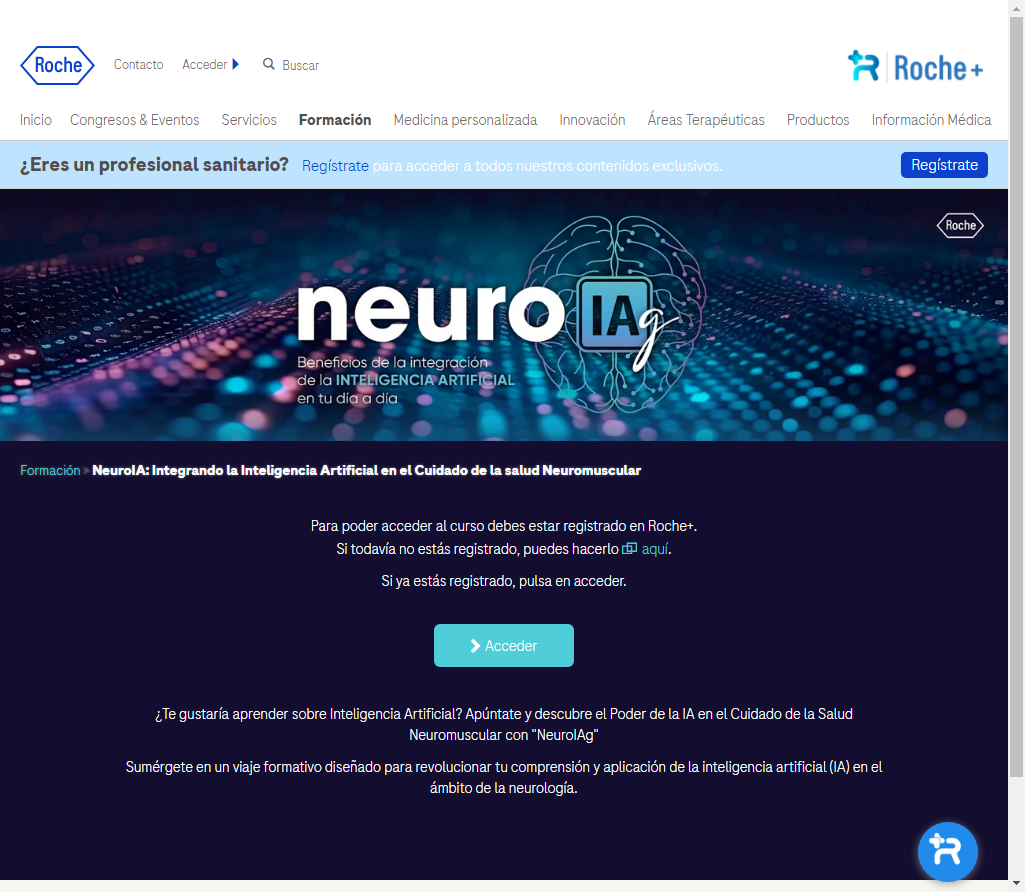 Roche
Contacto
Acceder
Buscar
Roche+
Inicio
Congresos & Eventos
Servicios
Formación
Medicina personalizada
Innovación
Áreas Terapéuticas
Productos
Información Médica
¿Eres un profesional sanitario?
Regístrate para acceder a todos nuestros contenidos exclusivos.
Regístrate
Roche
neuro IAg
Beneficios de la integración
de la INTELIGENCIA ARTIFICIAL
en tu día a día
Formación » NeuroIA: Integrando la Inteligencia Artificial en el Cuidado de la salud Neuromuscular
Para poder acceder al curso debes estar registrado en Roche+.
Si todavía no estás registrado, puedes hacerlo aquí.
Si ya estás registrado, pulsa en acceder.
Acceder
¿Te gustaría aprender sobre Inteligencia Artificial? Apúntate y descubre el Poder de la IA en el Cuidado de la Salud
Neuromuscular con "NeuroIAg"
Sumérgete en un viaje formativo diseñado para revolucionar tu comprensión y aplicación de la inteligencia artificial (IA) en el
ámbito de la neurología.